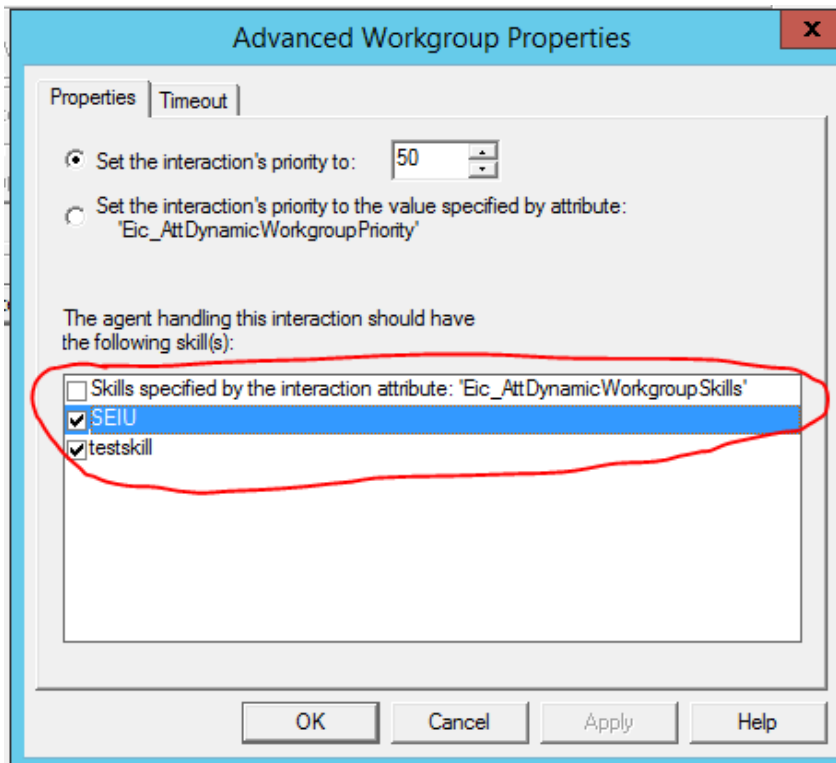 Advanced Workgroup Properties
x
Properties
Timeout
Set the interaction's priority to:
50
Set the interaction's priority to the value specified by attribute:
'Eic_AttDynamicWorkgroupPriority'
The agent handling this interaction should have
the following skill(s):
Skills specified by the interaction attribute: 'Eic_AttDynamicWorkgroupSkills'
SEIU
testskill
OK
Cancel
Apply
Help